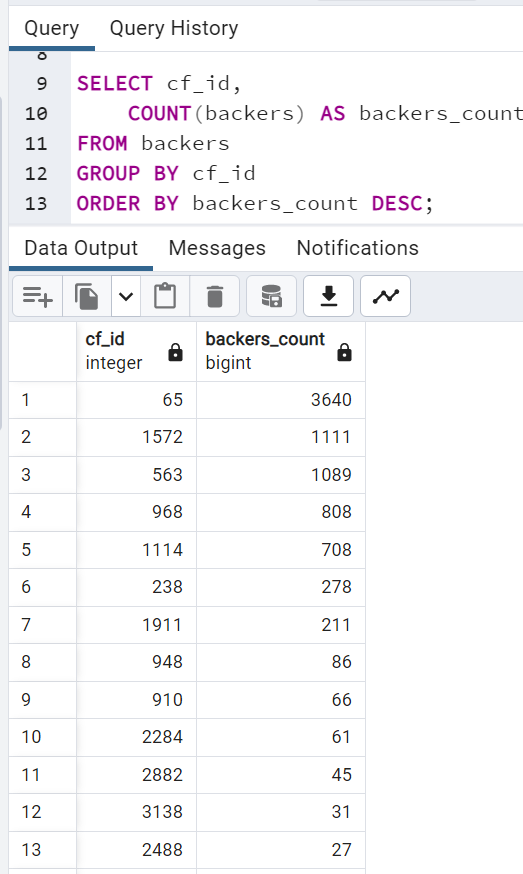 Query Query History
9 SELECT cf_id,
10 COUNT(backers) AS backers_count
11 FROM backers
12 GROUP BY cf_id
13 ORDER BY backers_count DESC;
Data Output Messages Notifications
cf_id backers_count
integer bigint
1 65 3640
2 1572 1111
3 563 1089
4 968 808
5 1114 708
6 238 278
7 1911 211
8 948 86
9 910 66
10 2284 61
11 2882 45
12 3138 31
13 2488 27